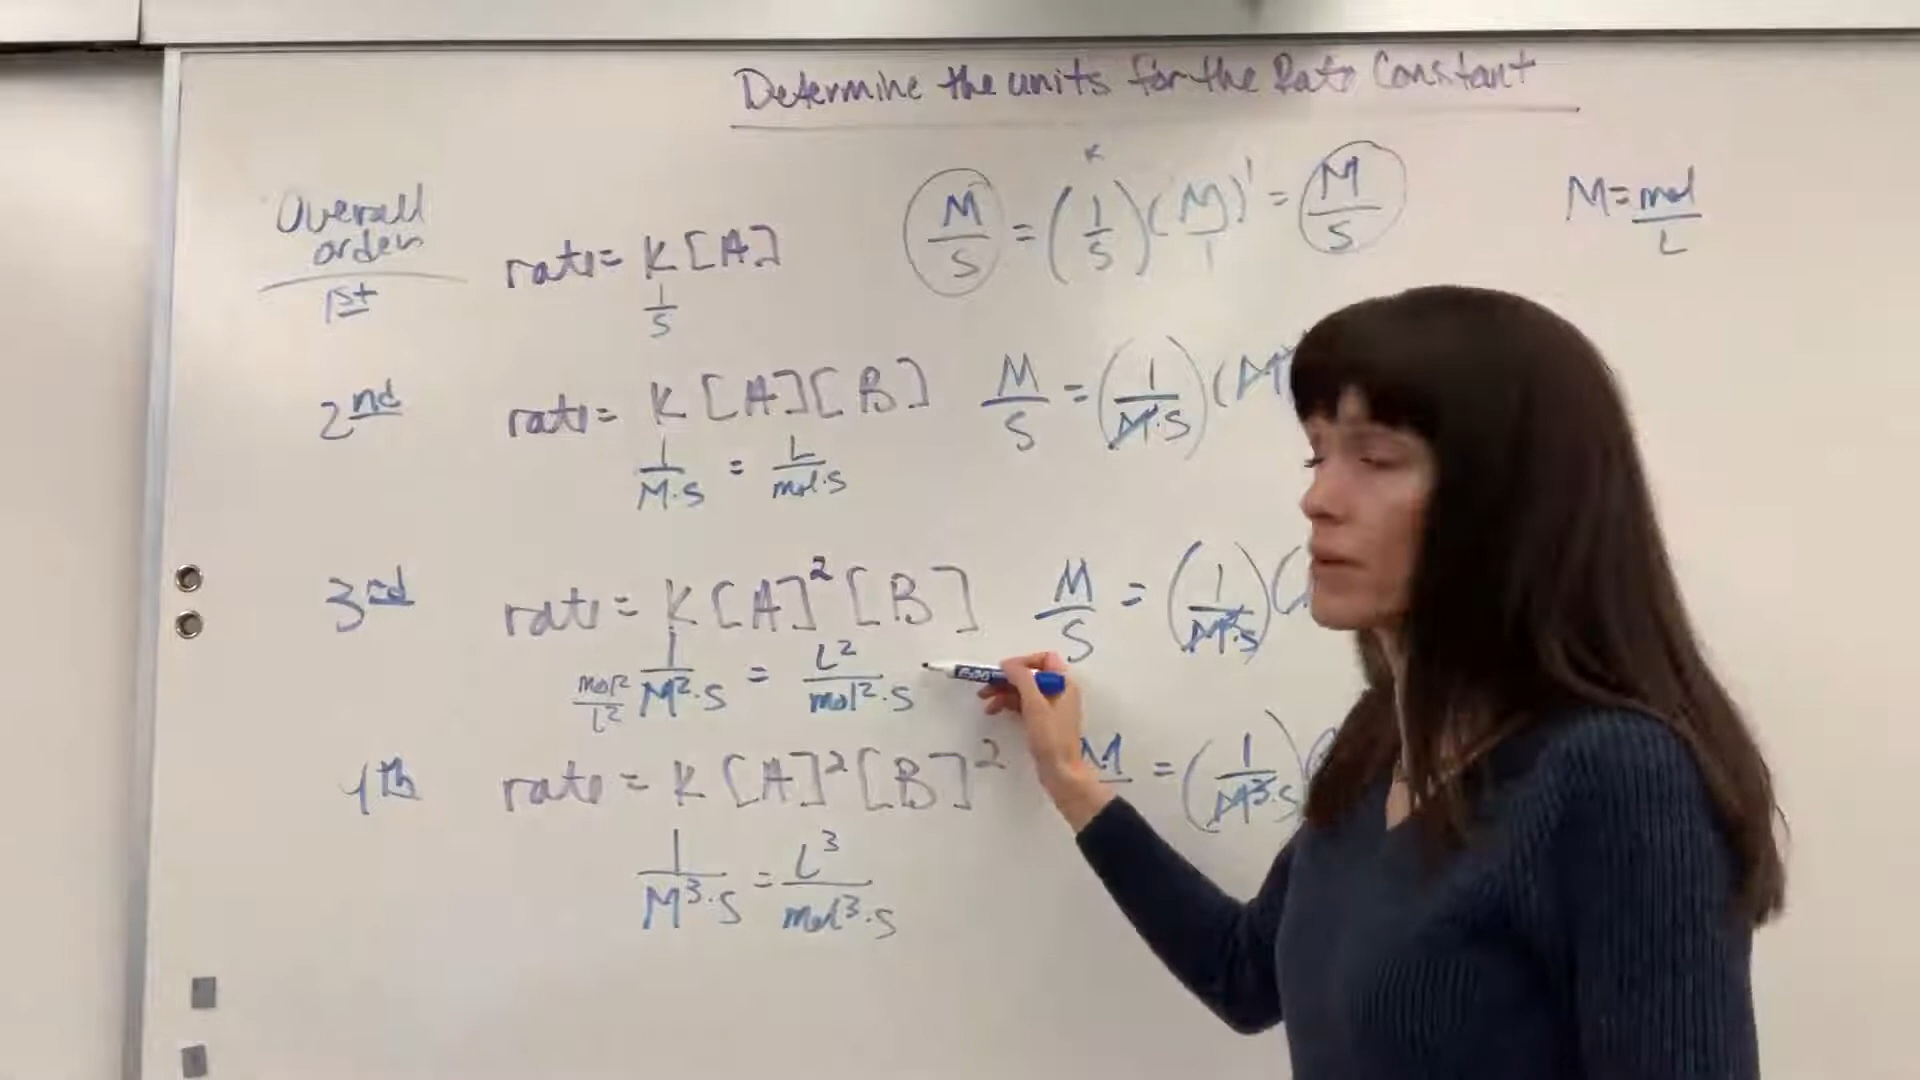 Determine the units for the Rate Constant
Overall
order
1st
rate = K[A]
1/S
M/S = (1/S)(M/1)¹ = M/S
K
M = mol/L
2nd
rate = K[A][B]
1/M·S = L/mol·S
M/S = (1/M¹·S)(M
3rd
rate = K[A]²[B]
mol²/L² 1/M²·S = L²/mol²·S
M/S = (1/M²·S)(
4th
rate = K[A]²[B]²
1/M³·S = L³/mol³·S
M = (1/M³·S)(